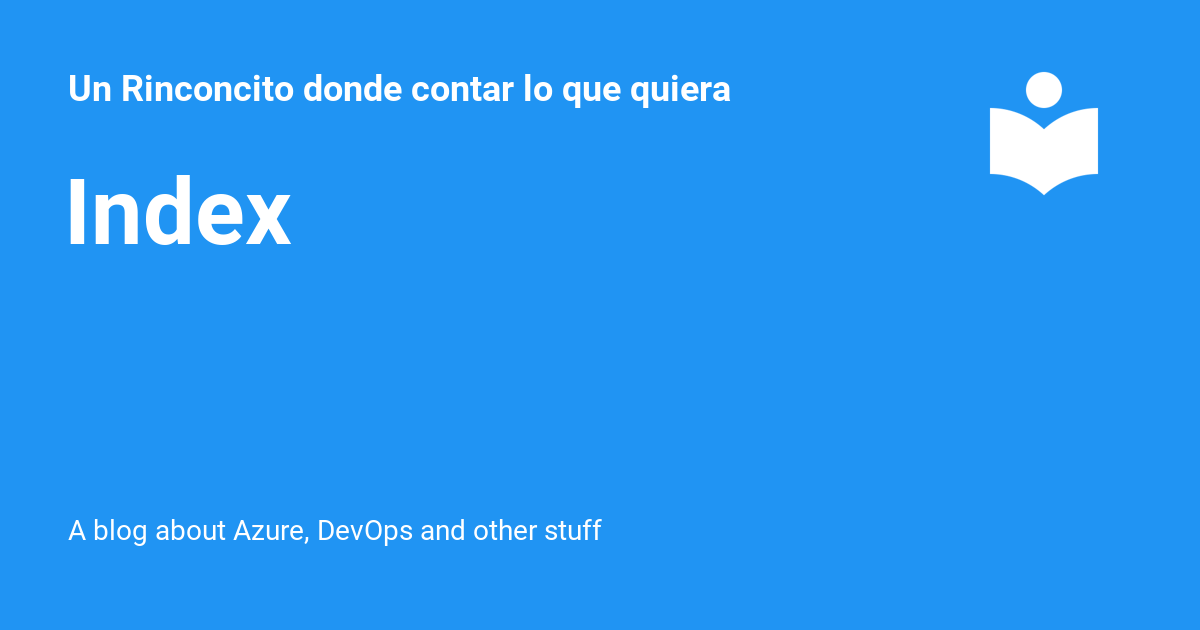 Un Rinconcito donde contar lo que quiera
Index
A blog about Azure, DevOps and other stuff